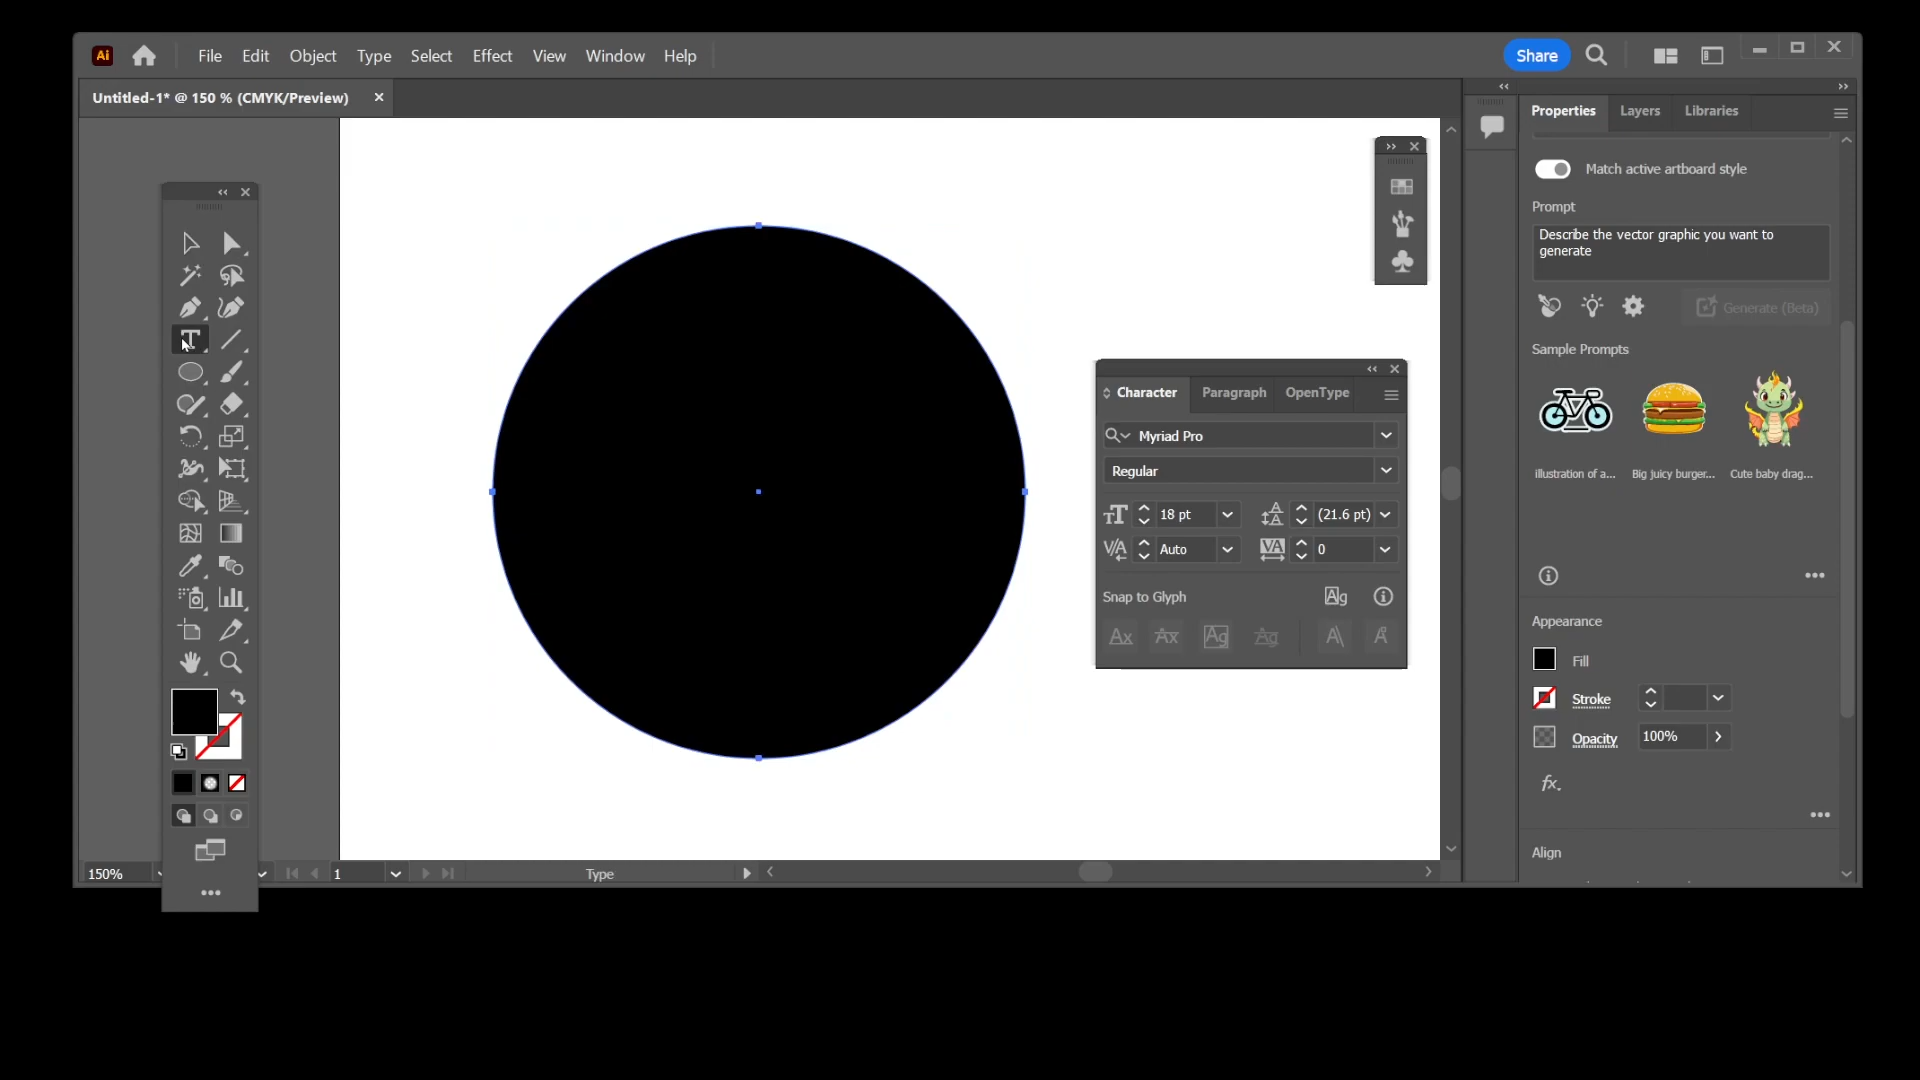 Ai
File Edit Object Type Select Effect View Window Help
Share
Untitled-1* @ 150 % (CMYK/Preview)
Properties Layers Libraries
Match active artboard style
Prompt
Describe the vector graphic you want to
generate
Generate (Beta)
Sample Prompts
illustration of a... Big juicy burger... Cute baby drag...
Character Paragraph OpenType
Myriad Pro
Regular
18 pt (21.6 pt)
Auto 0
Snap to Glyph
Appearance
Fill
Stroke
Opacity 100%
fx.
Align
150% 1 Type